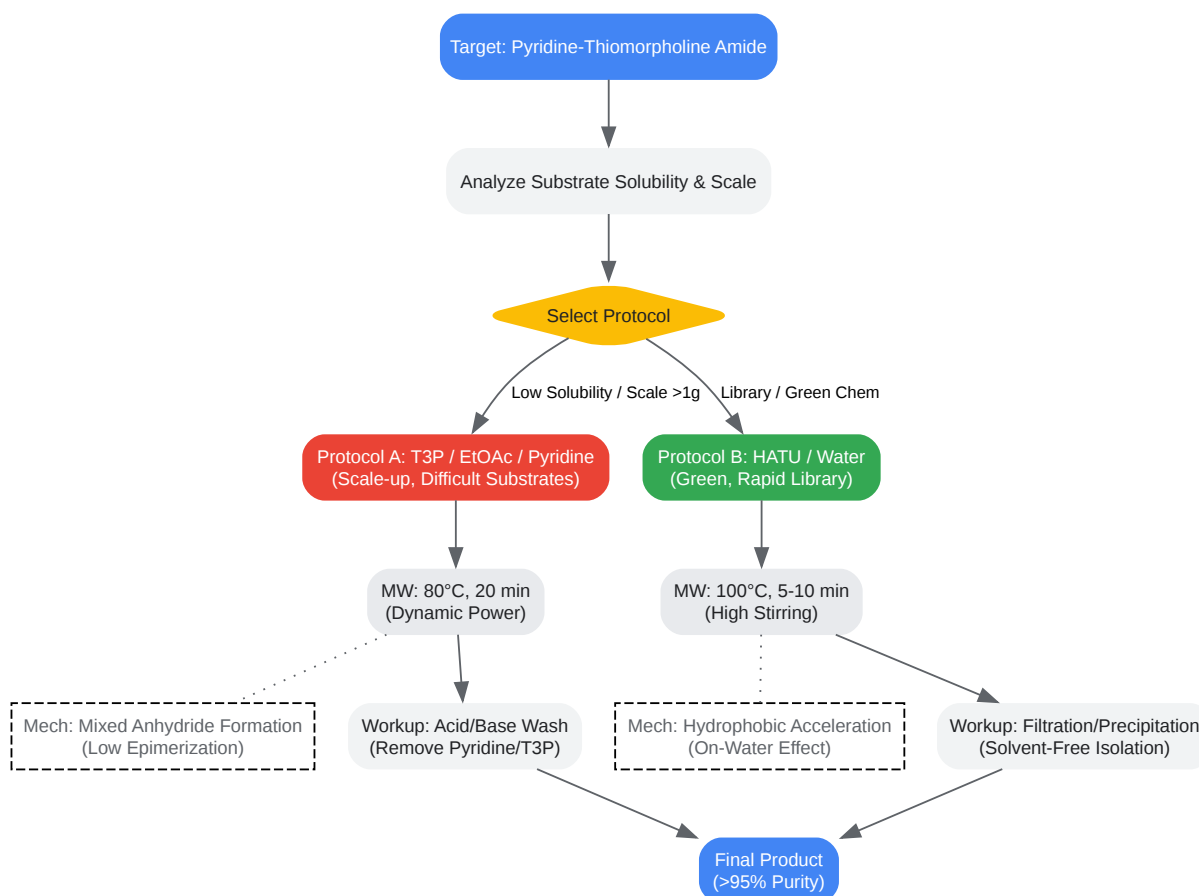 Target: Pyridine-Thiomorpholine Amide
Analyze Substrate Solubility & Scale
Select Protocol
Low Solubility / Scale >1g
Library / Green Chem
Protocol A: T3P / EtOAc / Pyridine
(Scale-up, Difficult Substrates)
Protocol B: HATU / Water
(Green, Rapid Library)
MW: 80°C, 20 min
(Dynamic Power)
MW: 100°C, 5-10 min
(High Stirring)
Mech: Mixed Anhydride Formation
(Low Epimerization)
Workup: Acid/Base Wash
(Remove Pyridine/T3P)
Mech: Hydrophobic Acceleration
(On-Water Effect)
Workup: Filtration/Precipitation
(Solvent-Free Isolation)
Final Product
(>95% Purity)